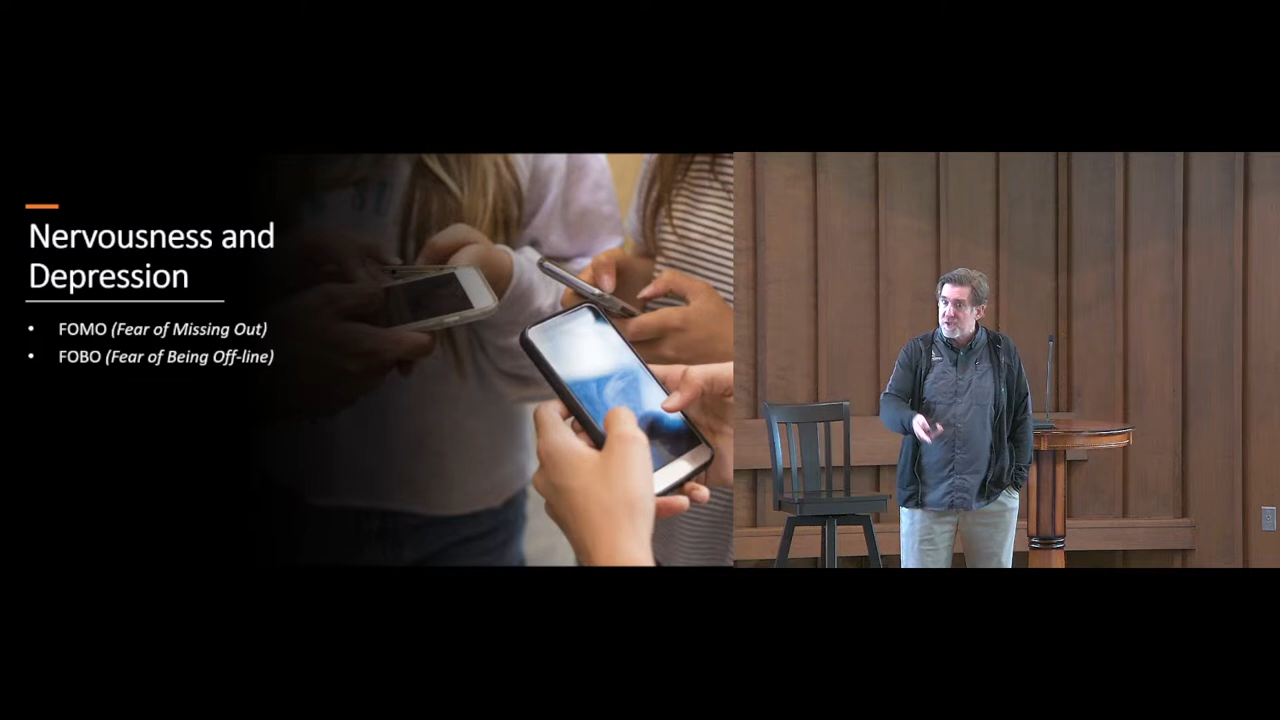 Nervousness and
Depression
• FOMO (Fear of Missing Out)
• FOBO (Fear of Being Off-line)